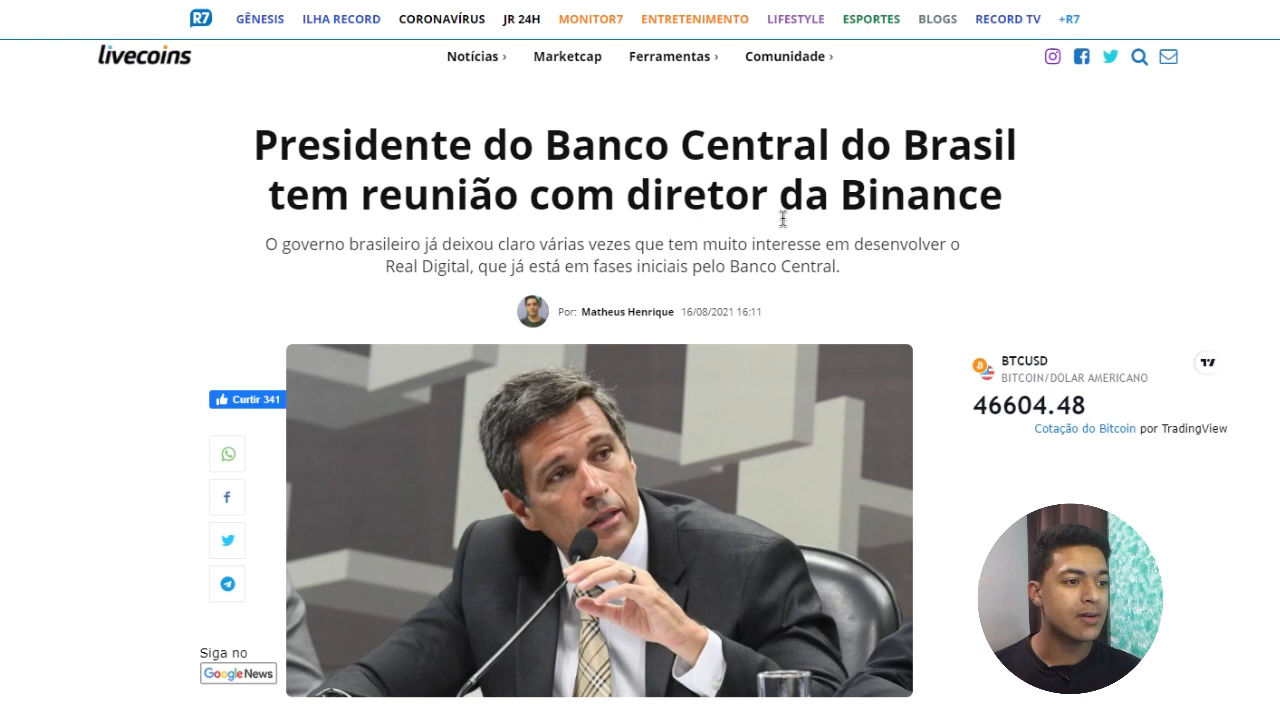 R7 GÊNESIS ILHA RECORD CORONAVÍRUS JR 24H MONITOR7 ENTRETENIMENTO LIFESTYLE ESPORTES BLOGS RECORD TV +R7
livecoins Notícias › Marketcap Ferramentas › Comunidade ›
Presidente do Banco Central do Brasil
tem reunião com diretor da Binance
O governo brasileiro já deixou claro várias vezes que tem muito interesse em desenvolver o
Real Digital, que já está em fases iniciais pelo Banco Central.
Por: Matheus Henrique 16/08/2021 16:11
Curtir 341
Siga no
Google News
BTCUSD
BITCOIN/DÓLAR AMERICANO
46604.48
Cotação do Bitcoin por TradingView